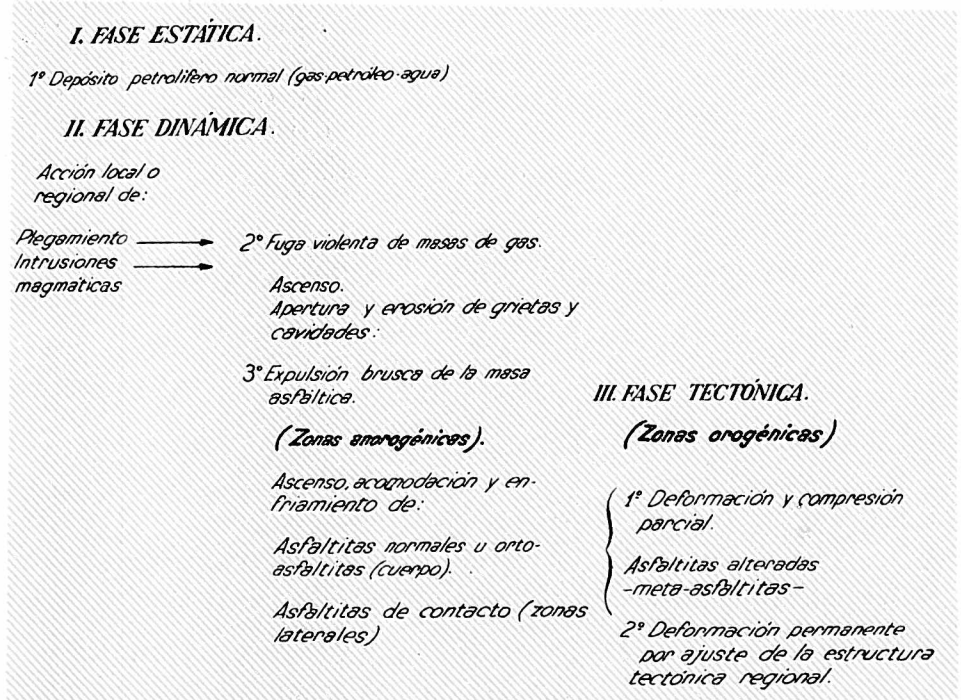 I. FASE ESTÁTICA.
1º Depósito petrolífero normal (gas-petróleo-agua)
II. FASE DINÁMICA.
Acción local o
regional de:
Plegamiento
Intrusiones
magmáticas
2º Fuga violenta de masas de gas.
Ascenso.
Apertura y erosión de grietas y
cavidades:
3º Expulsión brusca de la masa
asfáltica.
(Zonas anorogénicas).
Ascenso, acomodación y en-
friamiento de:
Asfaltitas normales u orto-
asfaltitas (cuerpo).
Asfaltitas de contacto (zonas
laterales)
III. FASE TECTÓNICA.
(Zonas orogénicas)
1º Deformación y compresión
parcial.
Asfaltitas alteradas
-meta-asfaltitas-
2º Deformación permanente
por ajuste de la estructura
tectónica regional.